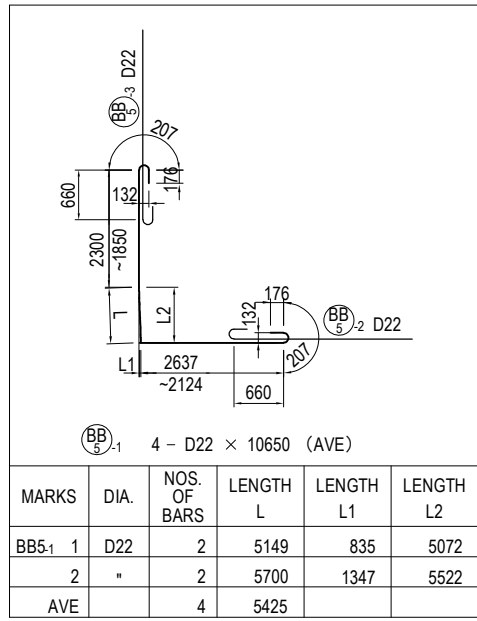 BB
5 -3 D22
207
176
132
660
2300
~1850
L
L2
L1
2637
~2124
176
132
207
660
BB
5 -2 D22
BB
5 -1 4 - D22 × 10650 (AVE)
MARKS DIA. NOS. OF BARS LENGTH L LENGTH L1 LENGTH L2
BB5-1 1 D22 2 5149 835 5072
2 " 2 5700 1347 5522
AVE 4 5425